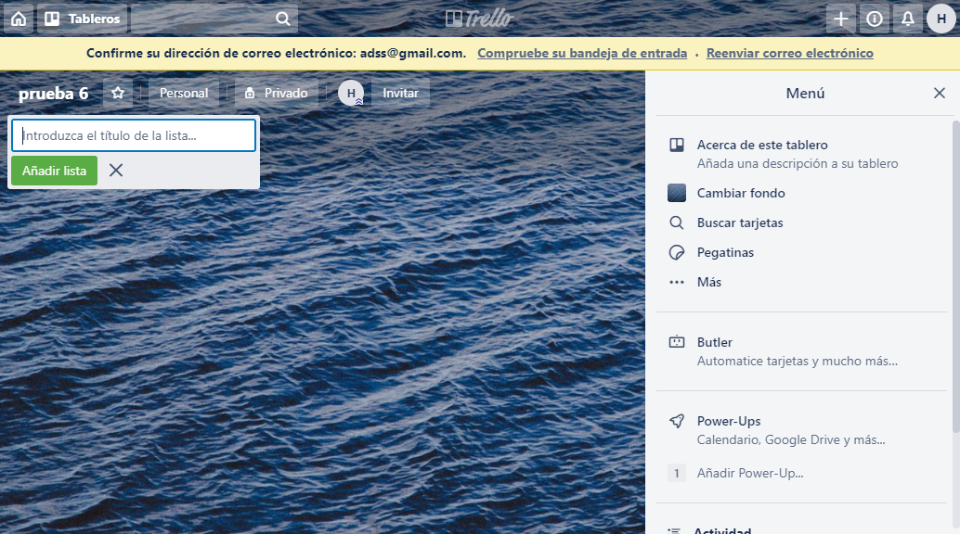 Tableros
Trello
H
Confirme su dirección de correo electrónico: adss@gmail.com. Compruebe su bandeja de entrada · Reenviar correo electrónico
prueba 6 Personal Privado H Invitar
Introduzca el título de la lista...
Añadir lista
Menú
Acerca de este tablero
Añada una descripción a su tablero
Cambiar fondo
Buscar tarjetas
Pegatinas
Más
Butler
Automatice tarjetas y mucho más...
Power-Ups
Calendario, Google Drive y más...
1 Añadir Power-Up...
Actividad